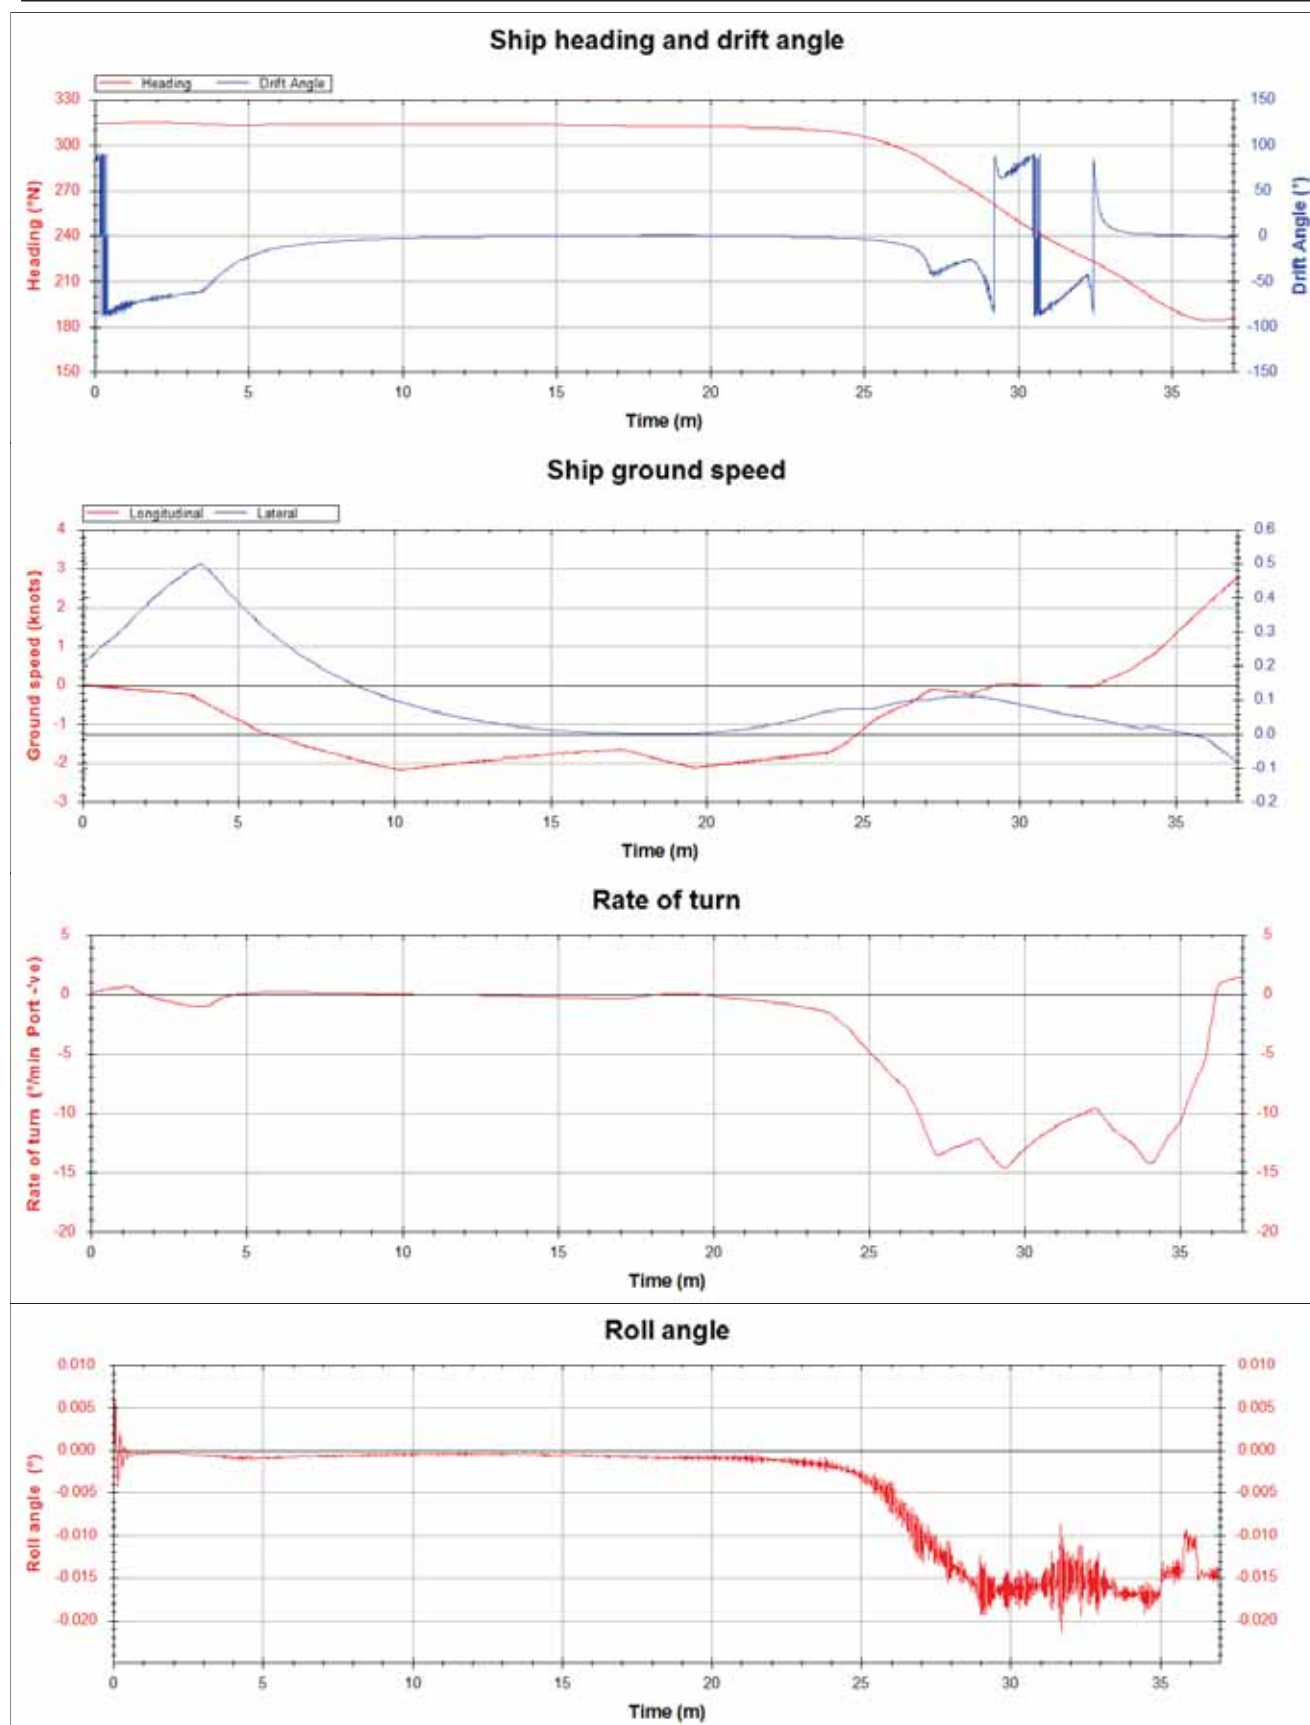 Ship heading and drift angle
Heading Drift Angle
330 150
300 100
270 50
240 0
210 -50
180 -100
150 -150
Heading (°N)
Drift Angle (°)
0 5 10 15 20 25 30 35
Time (m)
Ship ground speed
Longitudinal Lateral
4 0.6
3 0.5
2 0.4
1 0.3
0 0.2
-1 0.1
-2 0.0
-3 -0.1
-0.2
Ground speed (knots)
0 5 10 15 20 25 30 35
Time (m)
Rate of turn
5 5
0 0
-5 -5
-10 -10
-15 -15
-20 -20
Rate of turn (°/min Port -'ve)
0 5 10 15 20 25 30 35
Time (m)
Roll angle
0.010 0.010
0.005 0.005
0.000 0.000
-0.005 -0.005
-0.010 -0.010
-0.015 -0.015
-0.020 -0.020
Roll angle (°)
0 5 10 15 20 25 30 35
Time (m)